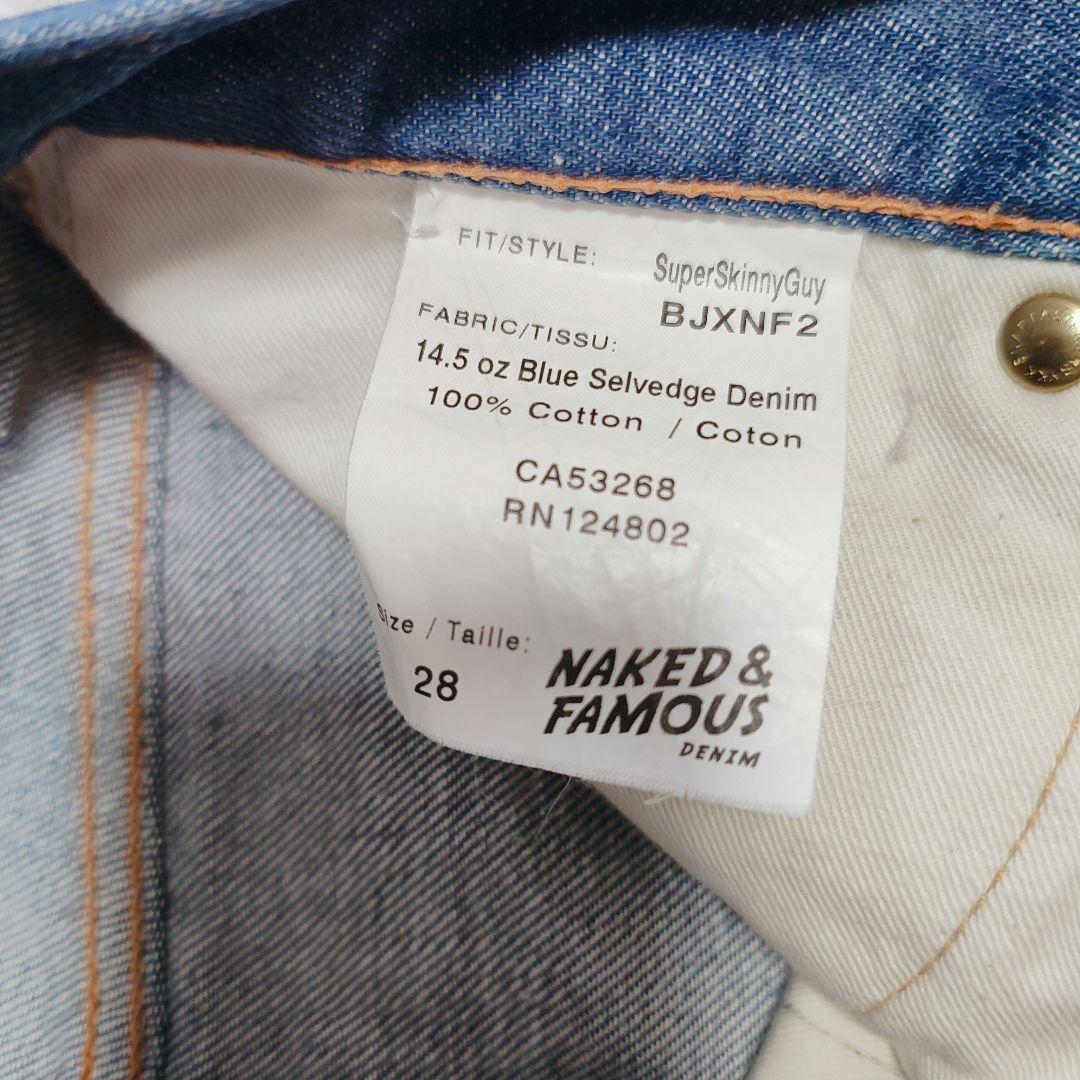 FIT/STYLE: SuperSkinnyGuy
BJXNF2
FABRIC/TISSU:
14.5 oz Blue Selvedge Denim
100% Cotton / Coton
CA53268
RN124802
Size / Taille:
28
NAKED &
FAMOUS
DENIM